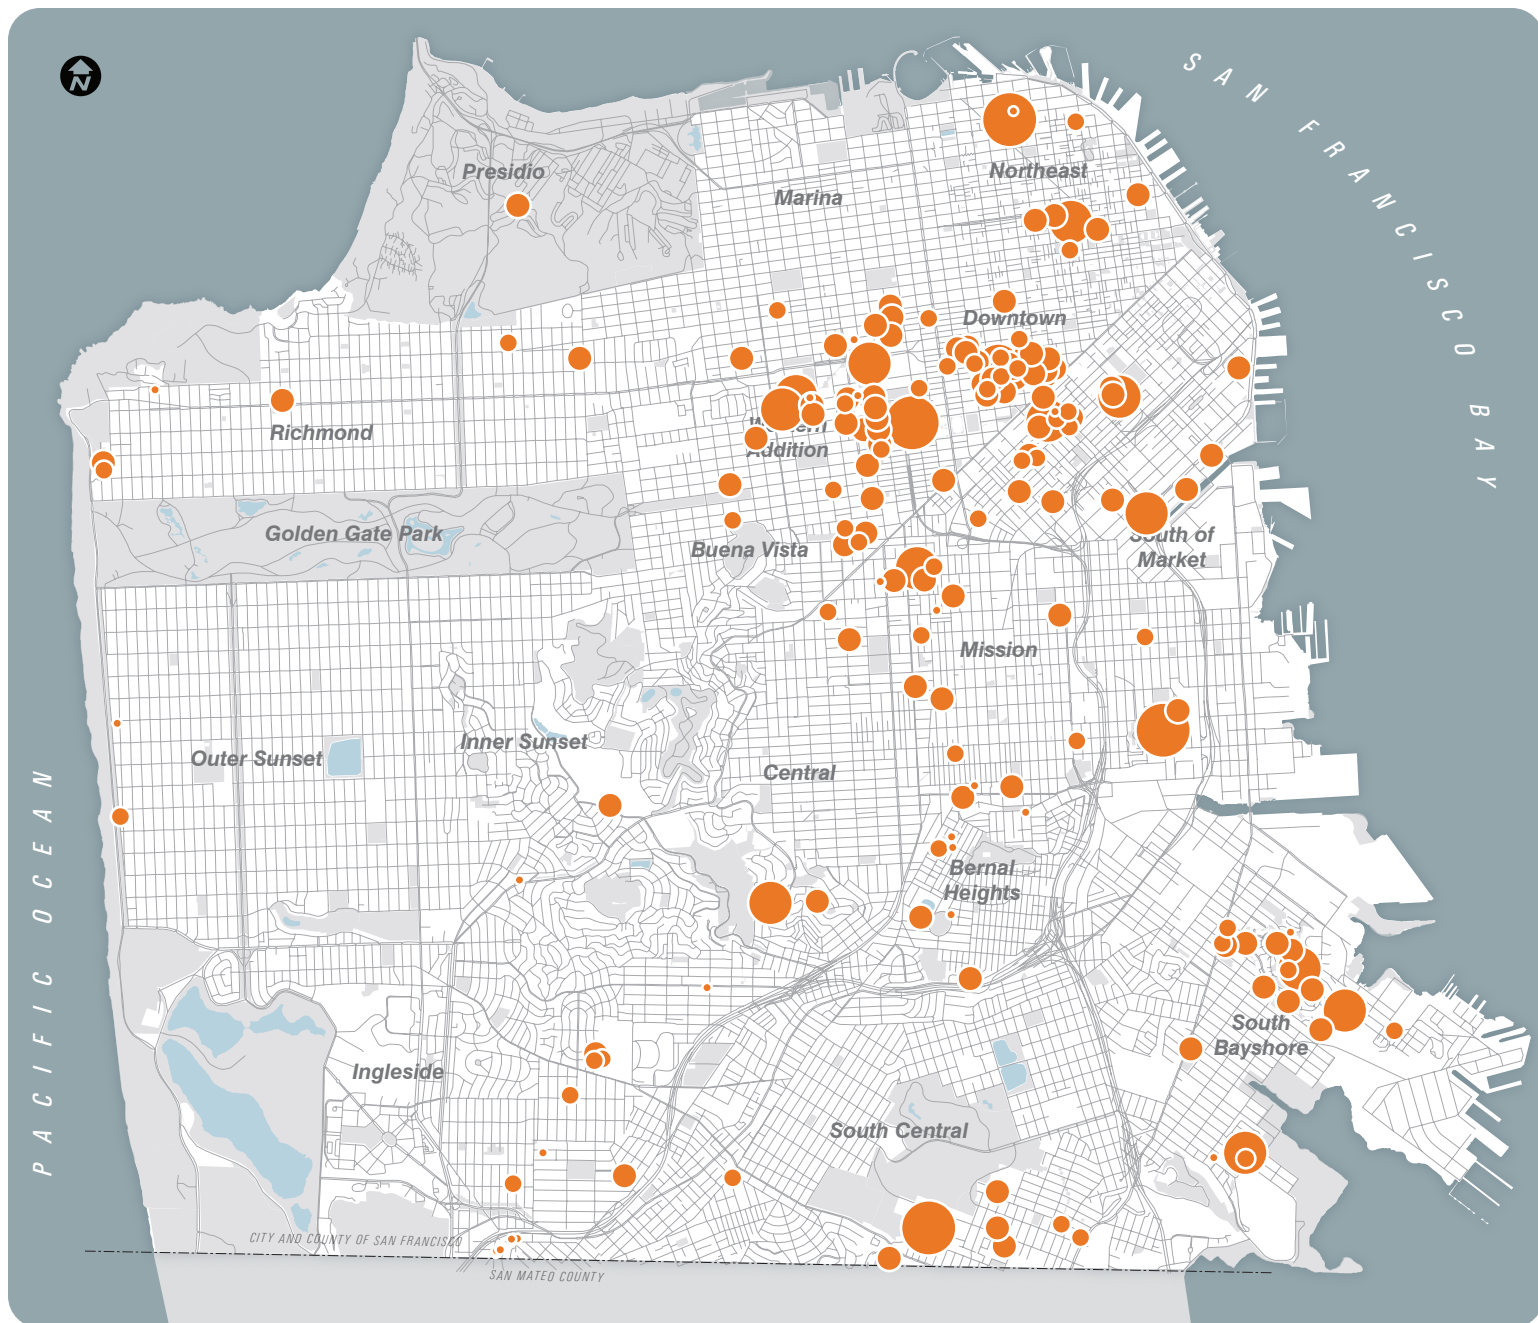 N
SAN FRANCISCO BAY
Presidio
Northeast
Marina
Downtown
Richmond
Addition
Golden Gate Park
Buena Vista
South of
Market
Mission
Inner Sunset
Outer Sunset
Central
PACIFIC OCEAN
Bernal
Heights
South
Bayshore
Ingleside
South Central
CITY AND COUNTY OF SAN FRANCISCO
SAN MATEO COUNTY